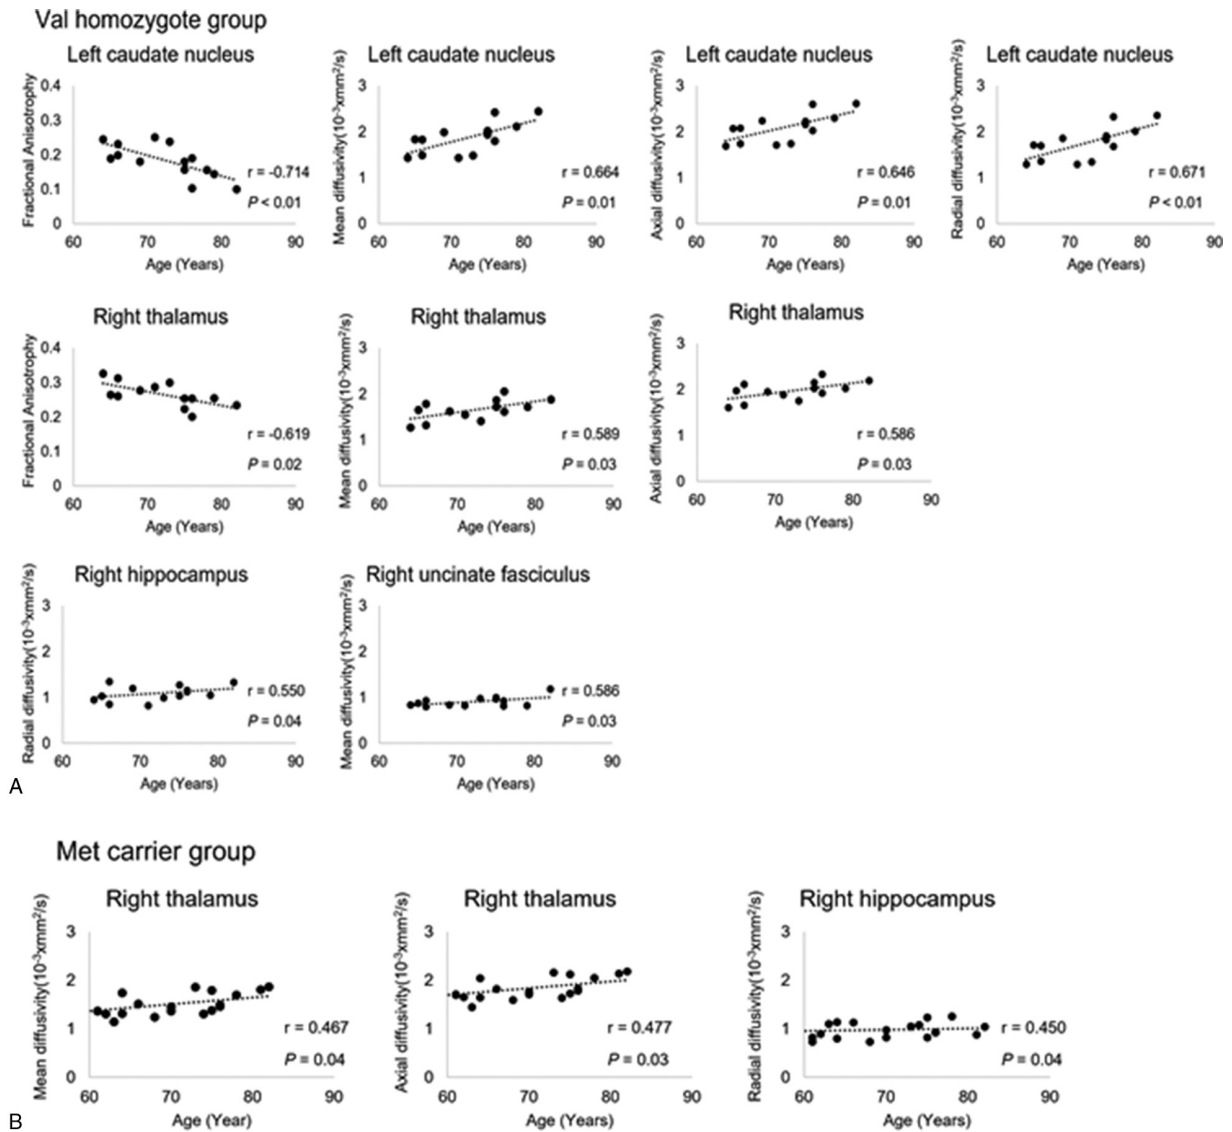 Val homozygote group
Left caudate nucleus
Fractional Anisotropy
0.4
0.3
0.2
0.1
0
r = -0.714
P < 0.01
60 70 80 90
Age (Years)
Left caudate nucleus
Mean diffusivity(10-3xmm2/s)
3
2
1
0
r = 0.664
P = 0.01
60 70 80 90
Age (Years)
Left caudate nucleus
Axial diffusivity(10-3xmm2/s)
3
2
1
0
r = 0.646
P = 0.01
60 70 80 90
Age (Years)
Left caudate nucleus
Radial diffusivity(10-3xmm2/s)
3
2
1
0
r = 0.671
P < 0.01
60 70 80 90
Age (Years)
Right thalamus
Fractional Anisotropy
0.4
0.3
0.2
0.1
0
r = -0.619
P = 0.02
60 70 80 90
Age (Years)
Right thalamus
Mean diffusivity(10-3xmm2/s)
3
2
1
0
r = 0.589
P = 0.03
60 70 80 90
Age (Years)
Right thalamus
Axial diffusivity(10-3xmm2/s)
3
2
1
0
r = 0.586
P = 0.03
60 70 80 90
Age (Years)
Right hippocampus
Radial diffusivity(10-3xmm2/s)
3
2
1
0
r = 0.550
P = 0.04
60 70 80 90
Age (Years)
Right uncinate fasciculus
Mean diffusivity(10-3xmm2/s)
3
2
1
0
r = 0.586
P = 0.03
60 70 80 90
Age (Years)
A
Met carrier group
Right thalamus
Mean diffusivity(10-3xmm2/s)
3
2
1
0
r = 0.467
P = 0.04
60 70 80 90
Age (Year)
Right thalamus
Axial diffusivity(10-3xmm2/s)
3
2
1
0
r = 0.477
P = 0.03
60 70 80 90
Age (Years)
Right hippocampus
Radial diffusivity(10-3xmm2/s)
3
2
1
0
r = 0.450
P = 0.04
60 70 80 90
Age (Years)
B